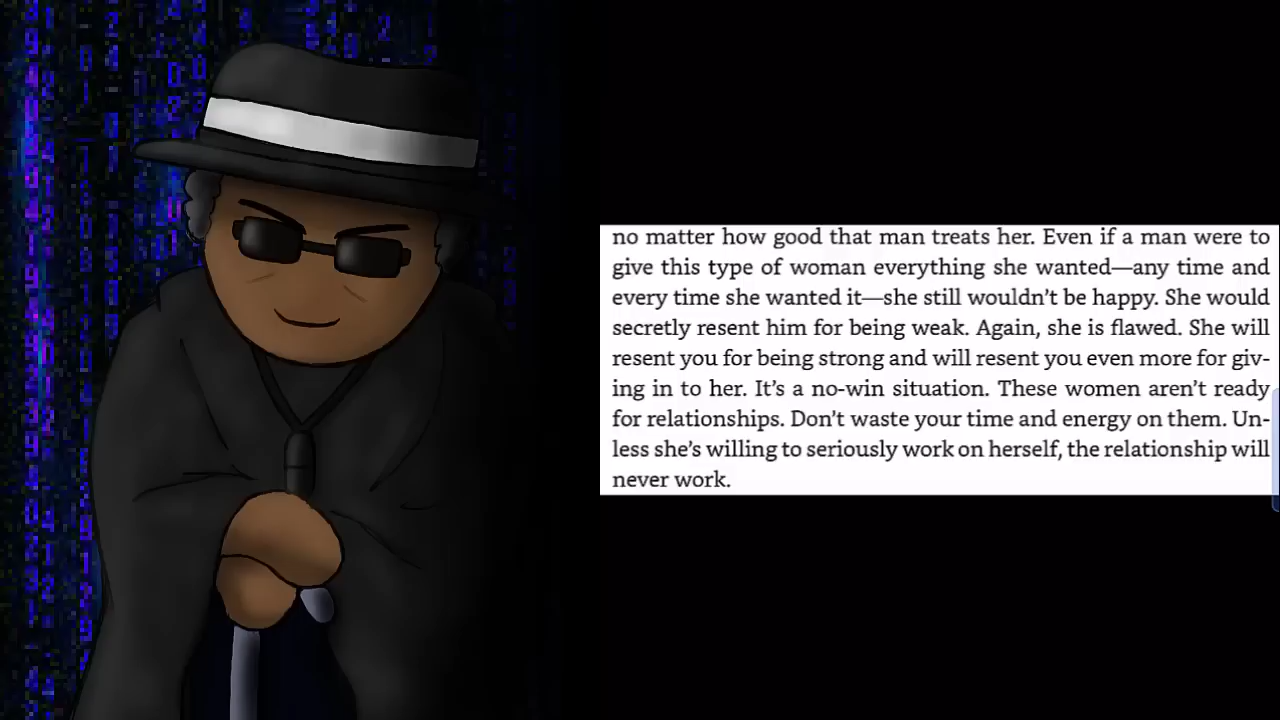 no matter how good that man treats her. Even if a man were to
give this type of woman everything she wanted—any time and
every time she wanted it—she still wouldn't be happy. She would
secretly resent him for being weak. Again, she is flawed. She will
resent you for being strong and will resent you even more for giv-
ing in to her. It's a no-win situation. These women aren't ready
for relationships. Don't waste your time and energy on them. Un-
less she's willing to seriously work on herself, the relationship will
never work.